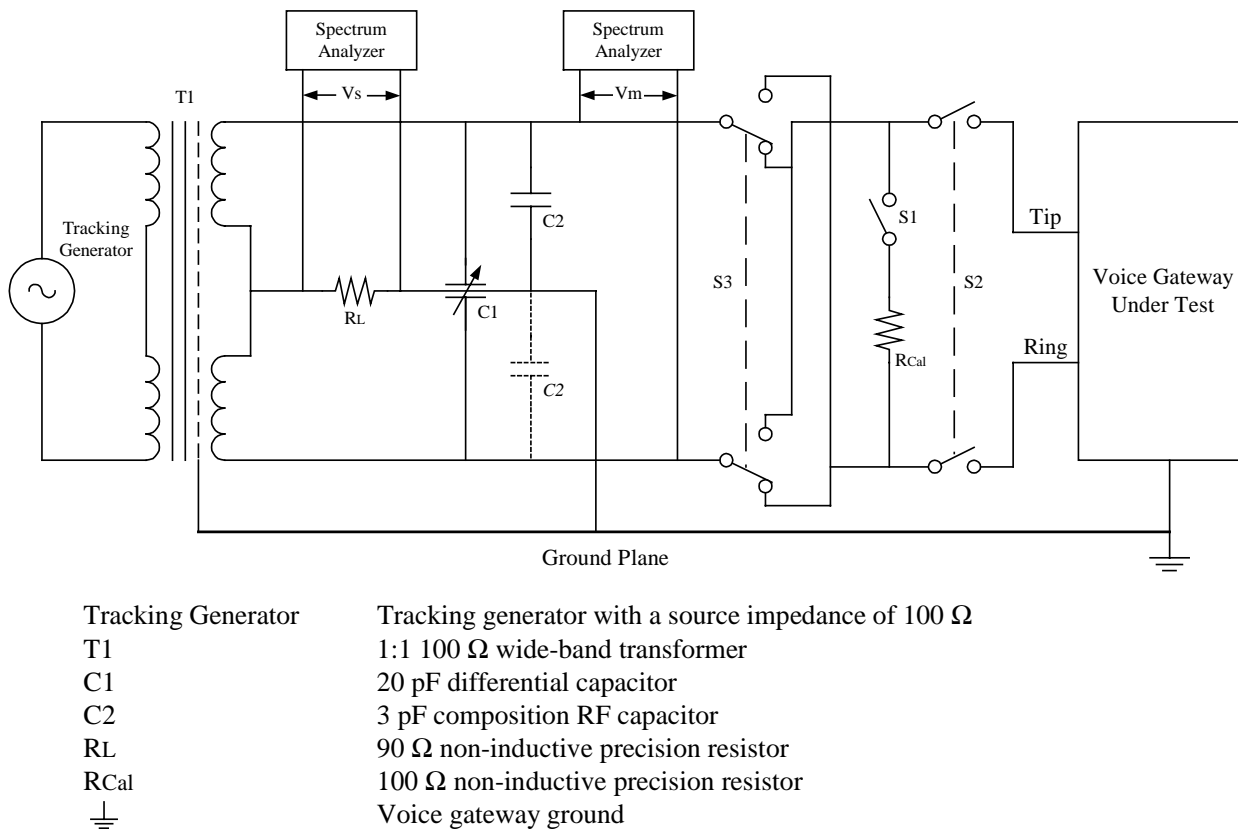 Spectrum
Analyzer
Spectrum
Analyzer
Vs
Vm
T1
C2
S1
Tracking
Generator
Tip
S3
S2
Voice Gateway
Under Test
RL
C1
Ring
RCal
C2
Ground Plane
Tracking Generator Tracking generator with a source impedance of 100 Ω
T1 1:1 100 Ω wide-band transformer
C1 20 pF differential capacitor
C2 3 pF composition RF capacitor
RL 90 Ω non-inductive precision resistor
RCal 100 Ω non-inductive precision resistor
Voice gateway ground